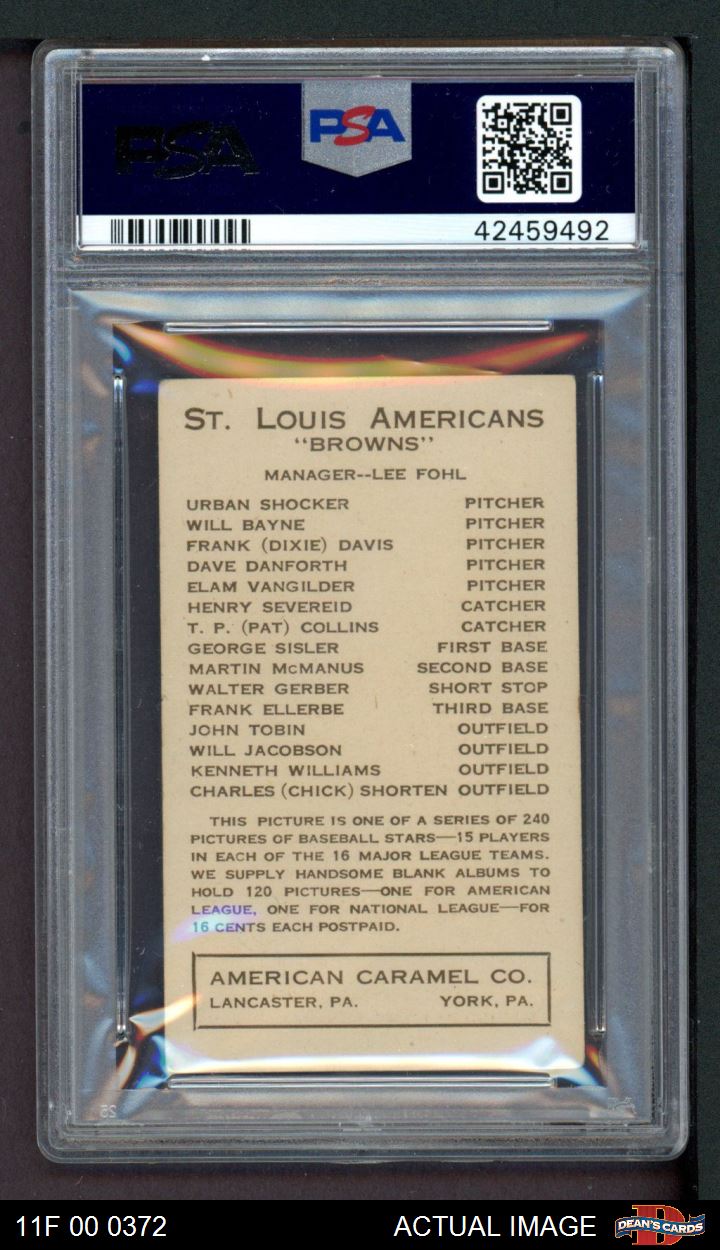 PSA
PSA
42459492
ST. LOUIS AMERICANS
"BROWNS"
MANAGER--LEE FOHL
URBAN SHOCKER PITCHER
WILL BAYNE PITCHER
FRANK (DIXIE) DAVIS PITCHER
DAVE DANFORTH PITCHER
ELAM VANGILDER PITCHER
HENRY SEVEREID CATCHER
T. P. (PAT) COLLINS CATCHER
GEORGE SISLER FIRST BASE
MARTIN McMANUS SECOND BASE
WALTER GERBER SHORT STOP
FRANK ELLERBE THIRD BASE
JOHN TOBIN OUTFIELD
WILL JACOBSON OUTFIELD
KENNETH WILLIAMS OUTFIELD
CHARLES (CHICK) SHORTEN OUTFIELD
THIS PICTURE IS ONE OF A SERIES OF 240
PICTURES OF BASEBALL STARS—15 PLAYERS
IN EACH OF THE 16 MAJOR LEAGUE TEAMS.
WE SUPPLY HANDSOME BLANK ALBUMS TO
HOLD 120 PICTURES—ONE FOR AMERICAN
LEAGUE, ONE FOR NATIONAL LEAGUE—FOR
16 CENTS EACH POSTPAID.
AMERICAN CARAMEL CO.
LANCASTER, PA. YORK, PA.
11F 00 0372 ACTUAL IMAGE DEAN'S CARDS